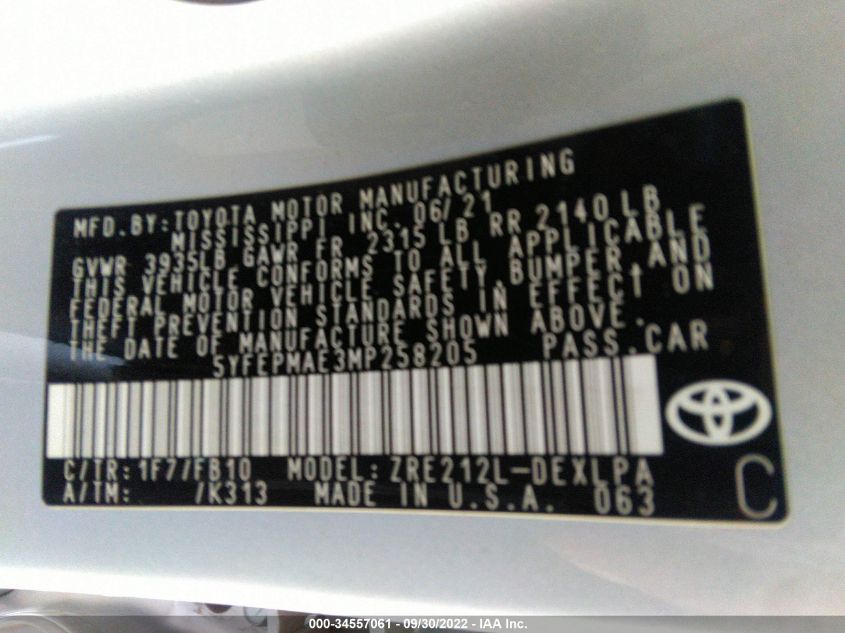 MFD.BY:TOYOTA MOTOR MANUFACTURING
MISSISSIPPI INC. 06/21
GVWR 3935LB GAWR FR 2315 LB RR 2140 LB
THIS VEHICLE CONFORMS TO ALL APPLICABLE
FEDERAL MOTOR VEHICLE SAFETY,BUMPER,AND
THEFT PREVENTION STANDARDS IN EFFECT ON
THE DATE OF MANUFACTURE SHOWN ABOVE.
5YFEPMAE3MP258205 PASS.CAR
C/TR:1F7/FB10 MODEL:ZRE212L-DEXLPA
A/TM: /K313 MADE IN U.S.A. 063
C
000-34557061 - 09/30/2022 - IAA Inc.